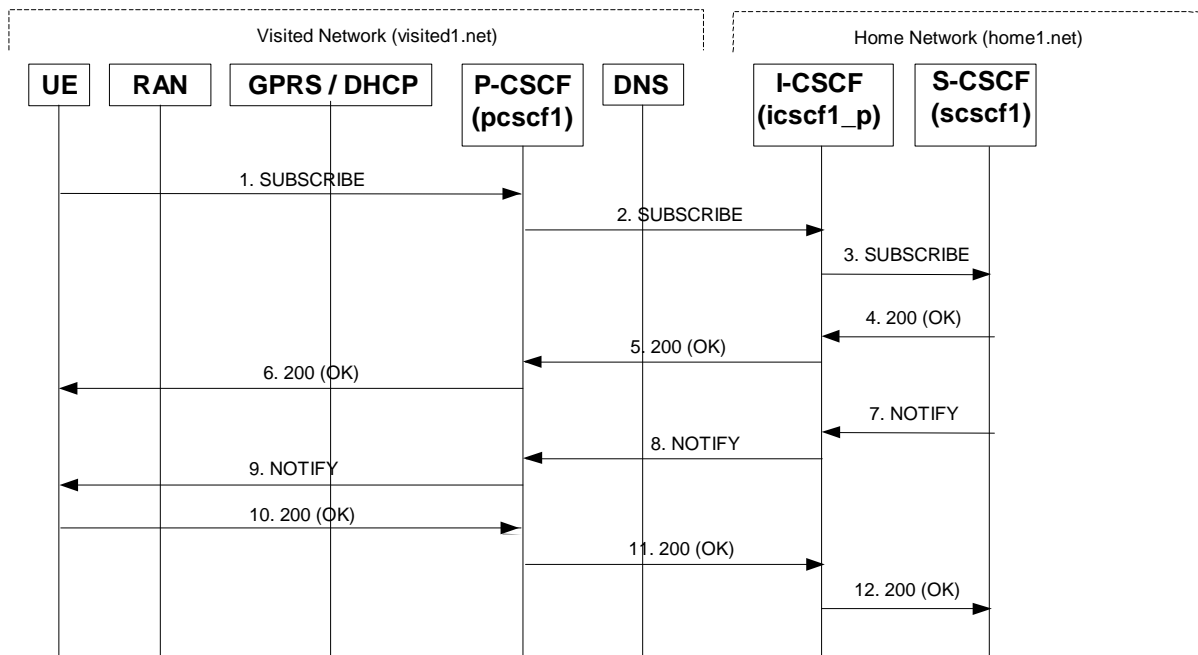 Visited Network (visited1.net)
Home Network (home1.net)
UE
RAN
GPRS / DHCP
P-CSCF
(pcscf1)
DNS
I-CSCF
(icscf1_p)
S-CSCF
(scscf1)
1. SUBSCRIBE
2. SUBSCRIBE
3. SUBSCRIBE
4. 200 (OK)
5. 200 (OK)
6. 200 (OK)
7. NOTIFY
8. NOTIFY
9. NOTIFY
10. 200 (OK)
11. 200 (OK)
12. 200 (OK)